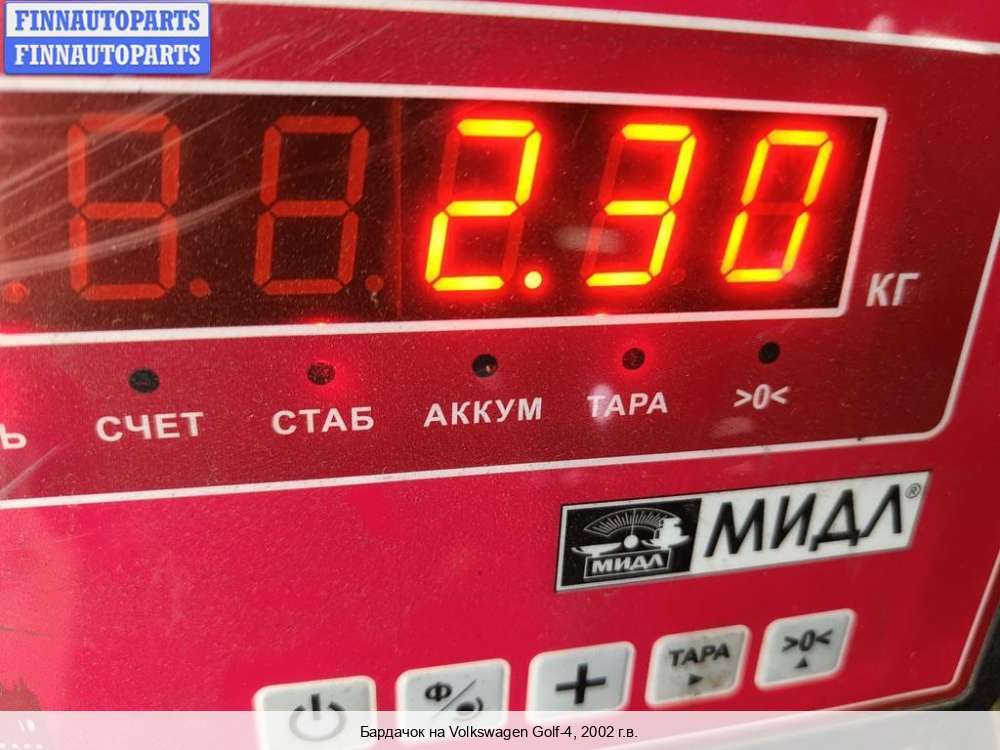 FINNAUTOPARTS
FINNAUTOPARTS
2.30
КГ
Ь СЧЕТ СТАБ АККУМ ТАРА >0<
МИДЛ МИДЛ®
Ф ТАРА >0<
Бардачок на Volkswagen Golf-4, 2002 г.в.